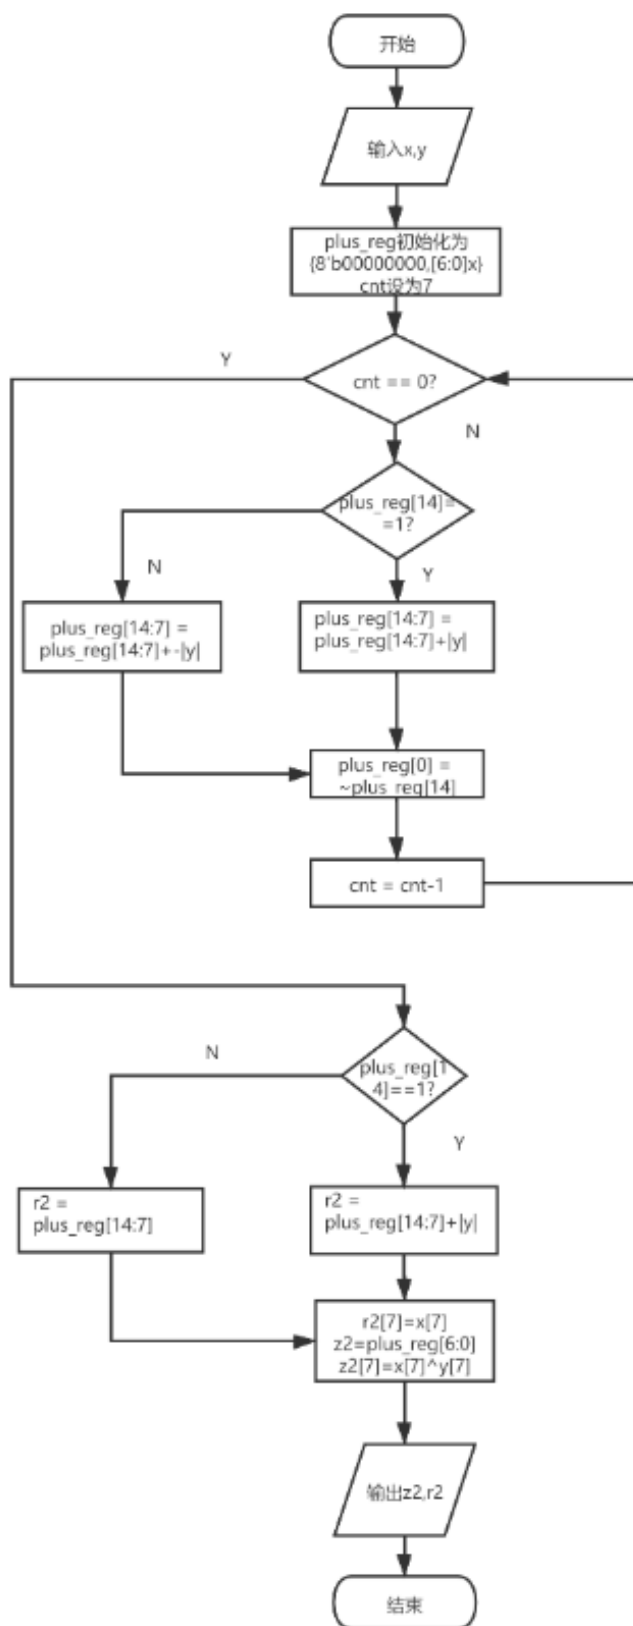 开始
输入x,y
plus_reg初始化为
{8'b00000000,[6:0]x}
cnt设为7
Y
cnt == 0?
N
plus_reg[14]=
=1?
N
Y
plus_reg[14:7] =
plus_reg[14:7]+-|y|
plus_reg[14:7] =
plus_reg[14:7]+|y|
plus_reg[0] =
~plus_reg[14]
cnt = cnt-1
N
plus_reg[1
4]==1?
Y
r2 =
plus_reg[14:7]
r2 =
plus_reg[14:7]+|y|
r2[7]=x[7]
z2=plus_reg[6:0]
z2[7]=x[7]^y[7]
输出z2,r2
结束